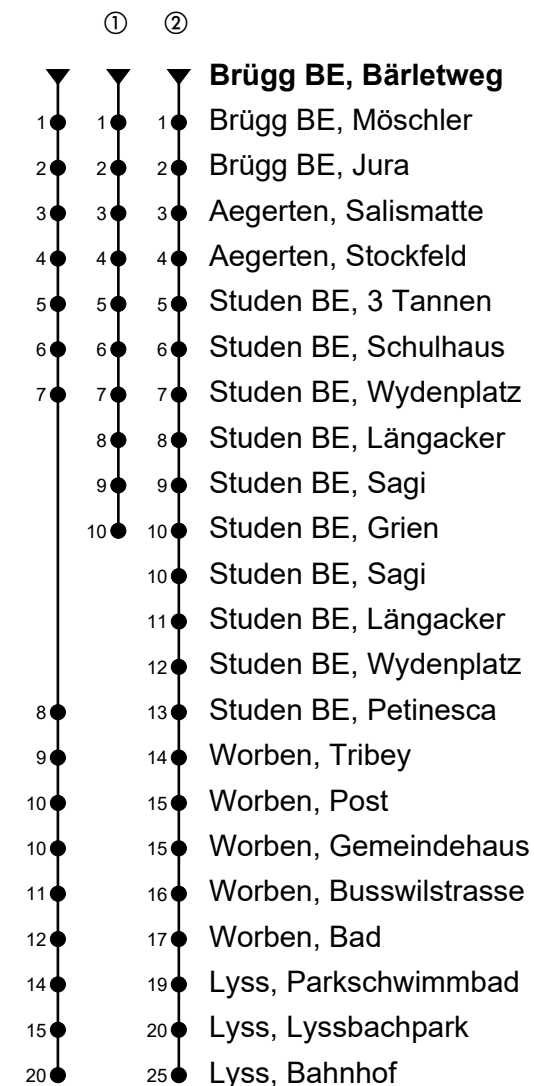 ① ②
Brügg BE, Bärletweg
1 1 1 Brügg BE, Möschler
2 2 2 Brügg BE, Jura
3 3 3 Aegerten, Salismatte
4 4 4 Aegerten, Stockfeld
5 5 5 Studen BE, 3 Tannen
6 6 6 Studen BE, Schulhaus
7 7 7 Studen BE, Wydenplatz
8 8 Studen BE, Längacker
9 9 Studen BE, Sagi
10 10 Studen BE, Grien
10 Studen BE, Sagi
11 Studen BE, Längacker
12 Studen BE, Wydenplatz
8 13 Studen BE, Petinesca
9 14 Worben, Tribey
10 15 Worben, Post
10 15 Worben, Gemeindehaus
11 16 Worben, Busswilstrasse
12 17 Worben, Bad
14 19 Lyss, Parkschwimmbad
15 20 Lyss, Lyssbachpark
20 25 Lyss, Bahnhof